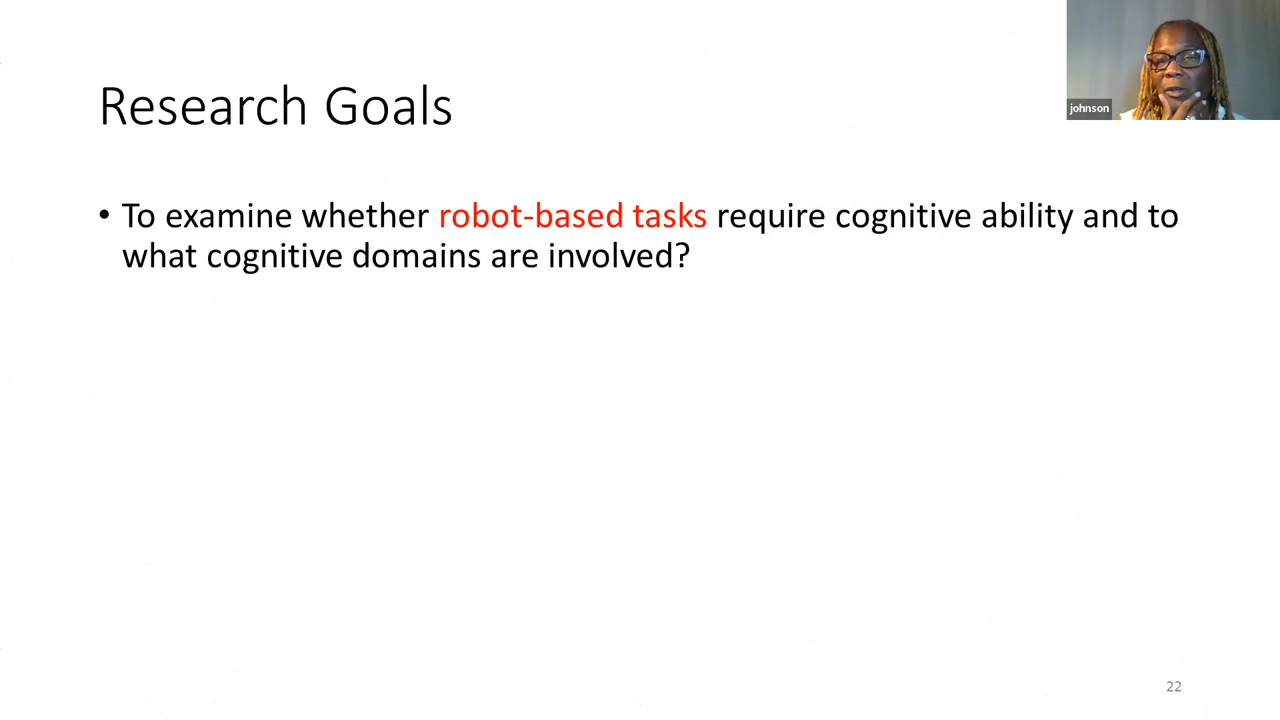 johnson
Research Goals
• To examine whether robot-based tasks require cognitive ability and to
what cognitive domains are involved?
22